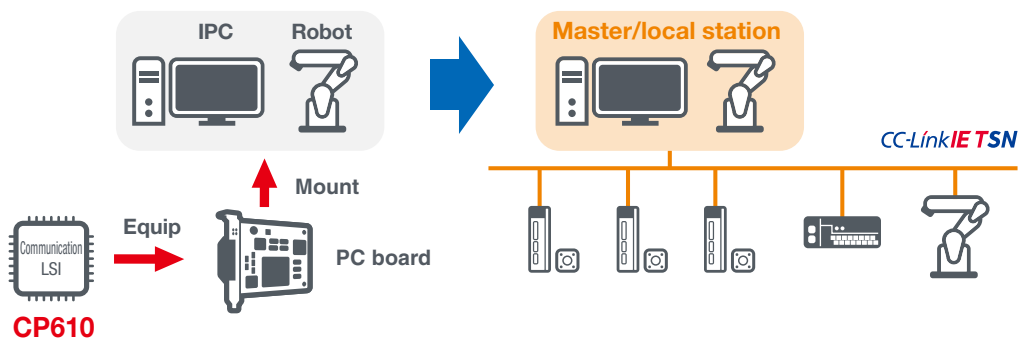 IPC Robot
Master/local station
CC-Link IE TSN
Mount
Equip
Communication
LSI
PC board
CP610